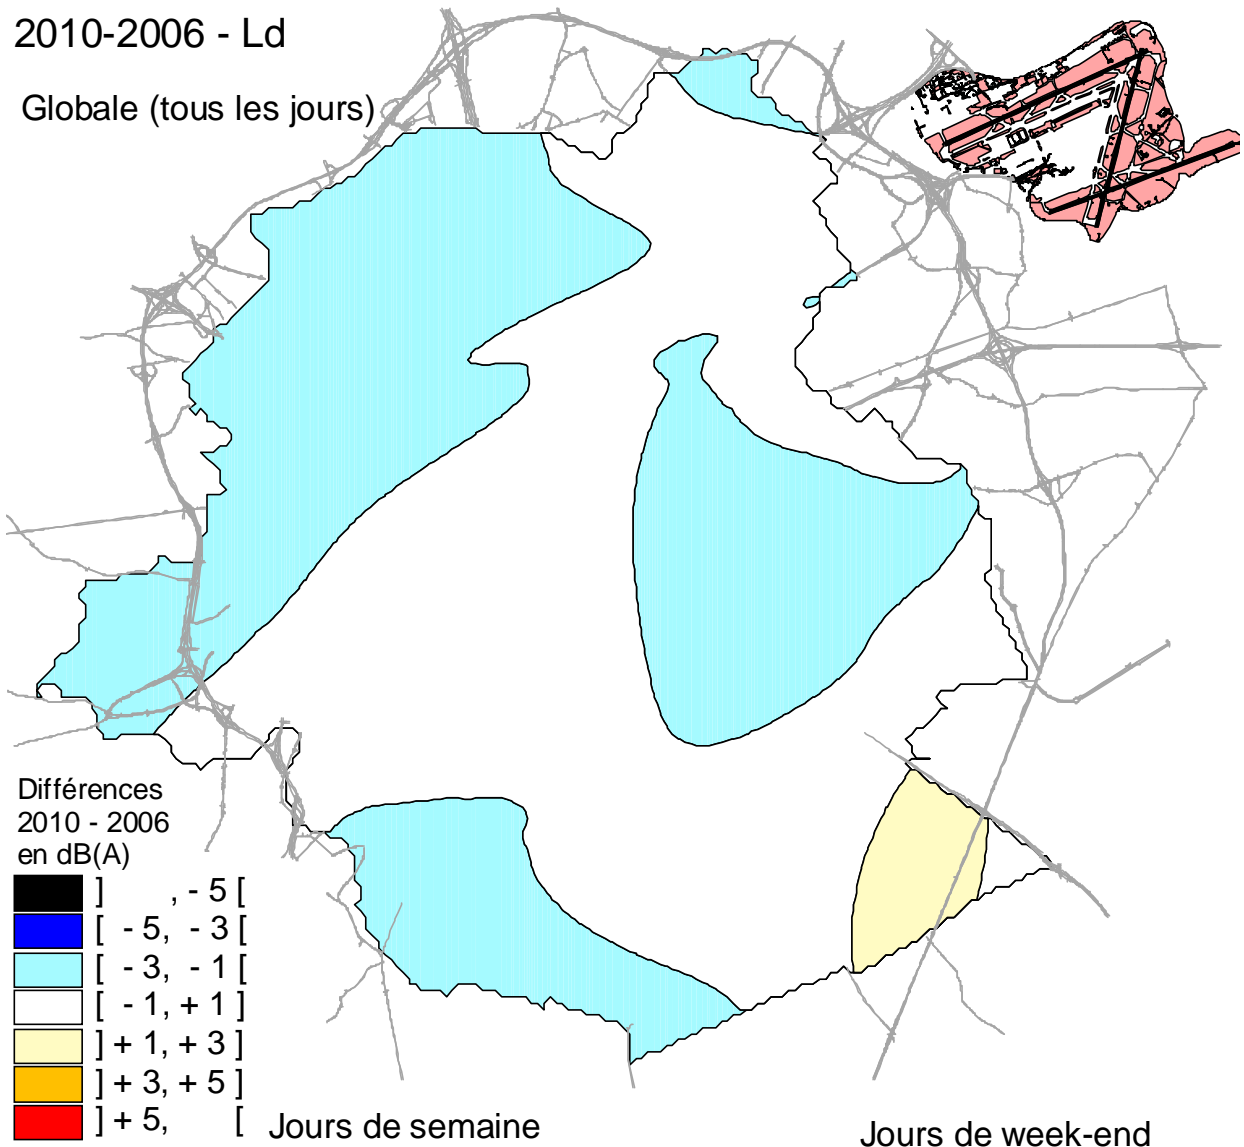 2010-2006 - Ld
Globale (tous les jours)
Différences
2010 - 2006
en dB(A)
] , - 5 [
[ - 5, - 3 [
[ - 3, - 1 [
[ - 1, + 1 ]
] + 1, + 3 ]
] + 3, + 5 ]
] + 5, [
Jours de semaine
Jours de week-end